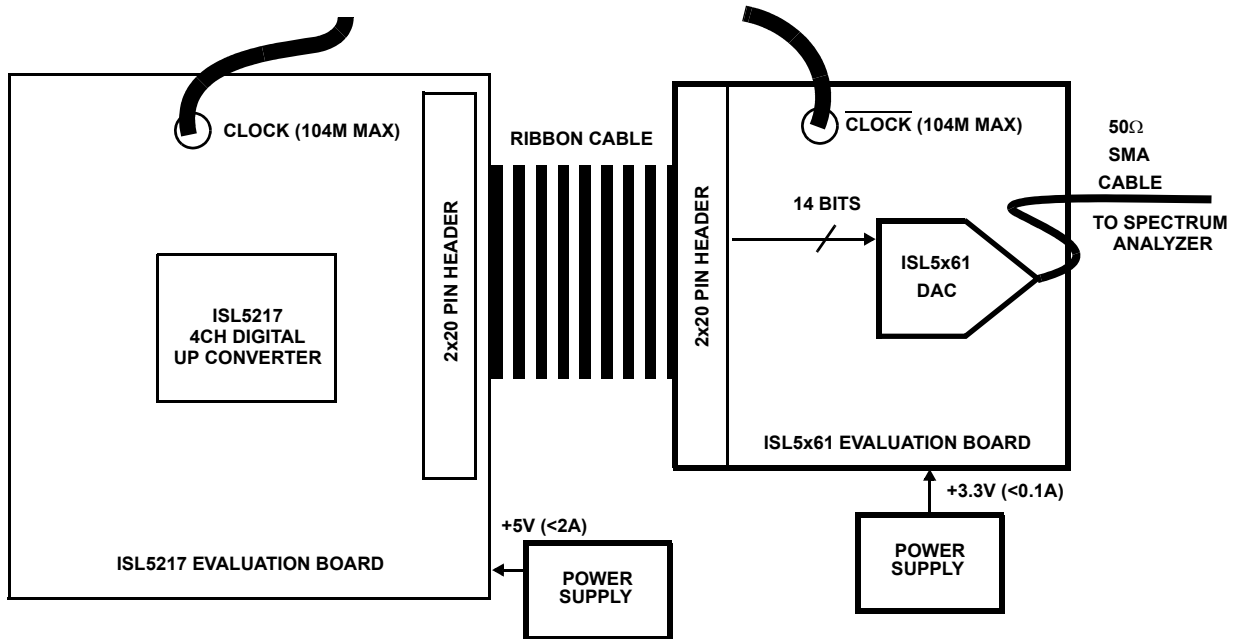 CLOCK (104M MAX)
2x20 PIN HEADER
ISL5217
4CH DIGITAL
UP CONVERTER
ISL5217 EVALUATION BOARD
RIBBON CABLE
+5V (<2A)
POWER
SUPPLY
2x20 PIN HEADER
CLOCK (104M MAX)
14 BITS
ISL5x61
DAC
ISL5x61 EVALUATION BOARD
50Ω
SMA
CABLE
TO SPECTRUM
ANALYZER
+3.3V (<0.1A)
POWER
SUPPLY